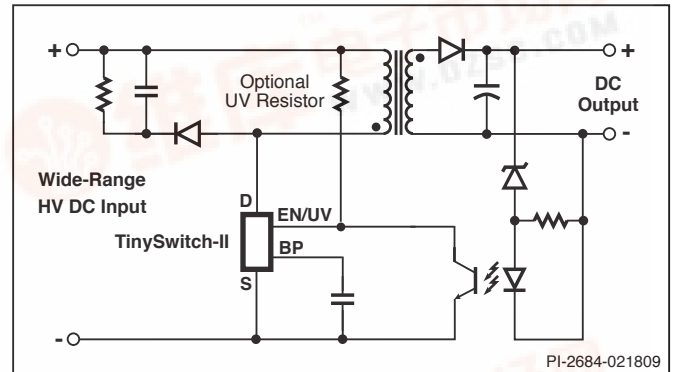 +
+
Optional
UV Resistor
DC
Output
-
Wide-Range
HV DC Input
D
EN/UV
TinySwitch-II
BP
S
-
PI-2684-021809